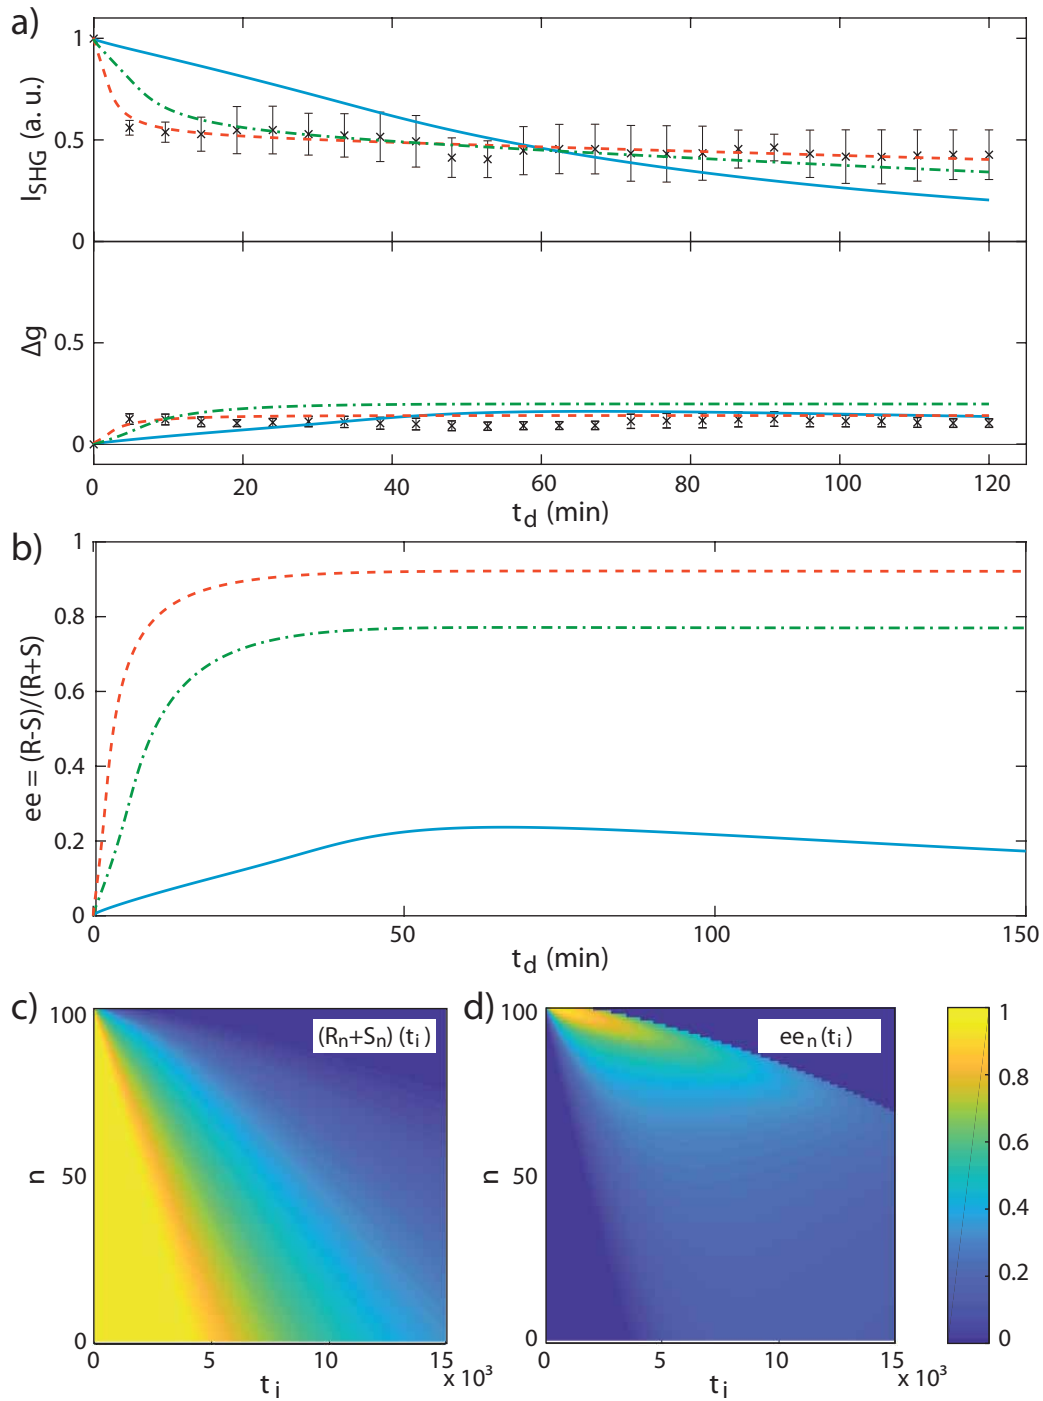 a)
I_SHG (a. u.)
1
0.5
0
Δg
0.5
0
0 20 40 60 80 100 120
t_d (min)
b)
ee = (R-S)/(R+S)
1
0.8
0.6
0.4
0.2
0
0 50 100 150
t_d (min)
c)
(R_n+S_n) (t_i)
n
100
50
0
0 5 10 15
x 10³
t_i
d)
ee_n(t_i)
n
100
50
0
0 5 10 15
x 10³
t_i
1
0.8
0.6
0.4
0.2
0